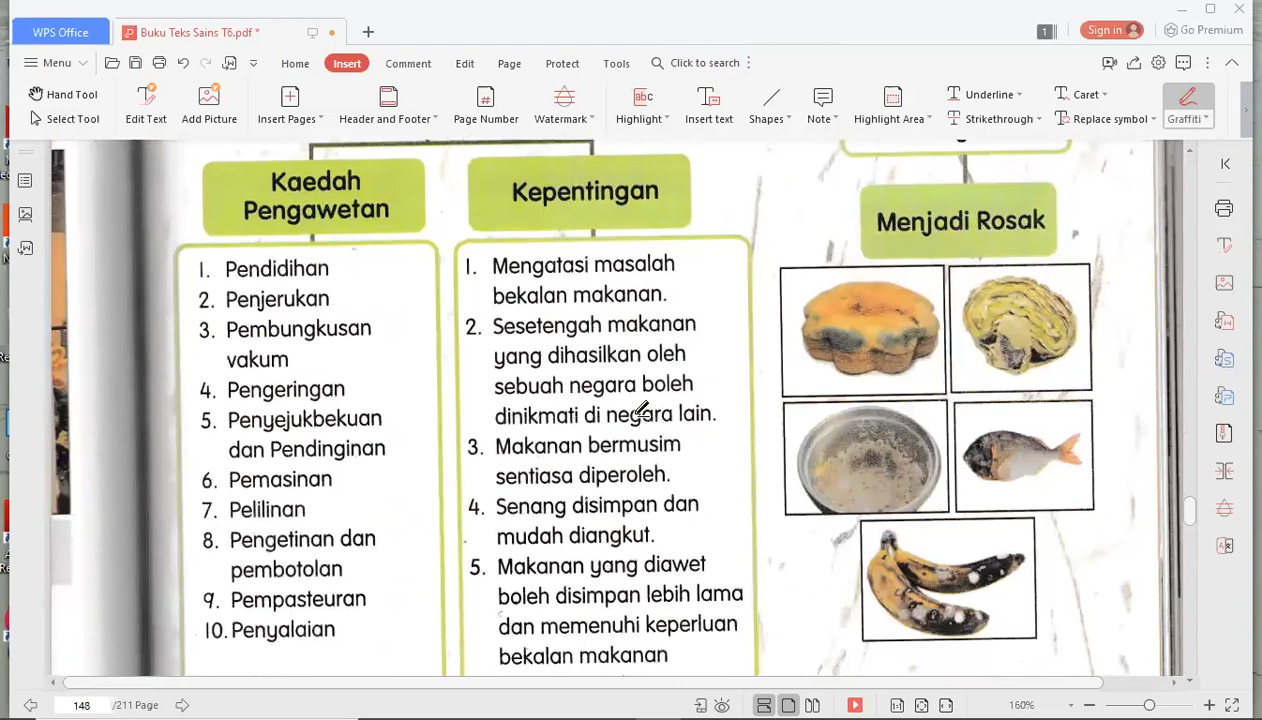 WPS Office
Buku Teks Sains T6.pdf *
1
Sign in
Go Premium
Menu
Home
Insert
Comment
Edit
Page
Protect
Tools
Click to search
Hand Tool
Select Tool
Edit Text
Add Picture
Insert Pages
Header and Footer
Page Number
Watermark
Highlight
Insert text
Shapes
Note
Highlight Area
Underline
Strikethrough
Caret
Replace symbol
Graffiti
Kaedah
Pengawetan
1. Pendidihan
2. Penjerukan
3. Pembungkusan
vakum
4. Pengeringan
5. Penyejukbekuan
dan Pendinginan
6. Pemasinan
7. Pelilinan
8. Pengetinan dan
pembotolan
9. Pempasteuran
10. Penyalaian
Kepentingan
1. Mengatasi masalah
bekalan makanan.
2. Sesetengah makanan
yang dihasilkan oleh
sebuah negara boleh
dinikmati di negara lain.
3. Makanan bermusim
sentiasa diperoleh.
4. Senang disimpan dan
mudah diangkut.
5. Makanan yang diawet
boleh disimpan lebih lama
dan memenuhi keperluan
bekalan makanan
Menjadi Rosak
148 /211 Page
160%